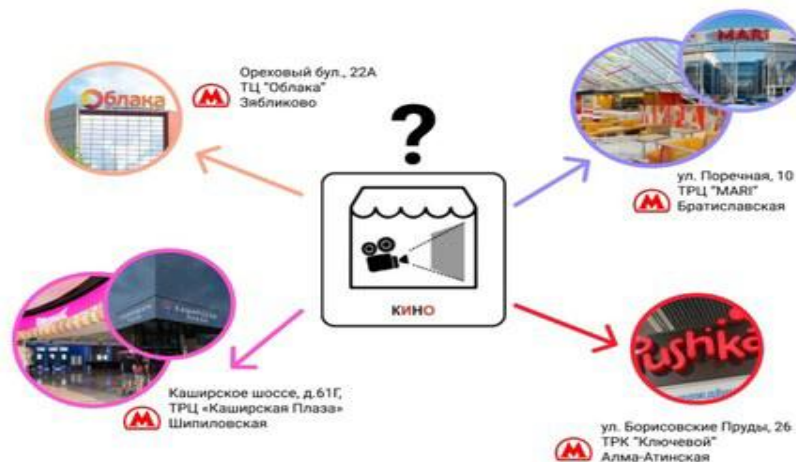 Облака
Ореховый бул., 22А
ТЦ "Облака"
Зябликово
MARI
ул. Поречная, 10
ТРЦ "MARI"
Братиславская
?
КИНО
Каширское шоссе, д.61Г,
ТРЦ «Каширская Плаза»
Шипиловская
Pushka
ул. Борисовские Пруды, 26
ТРК "Ключевой"
Алма-Атинская